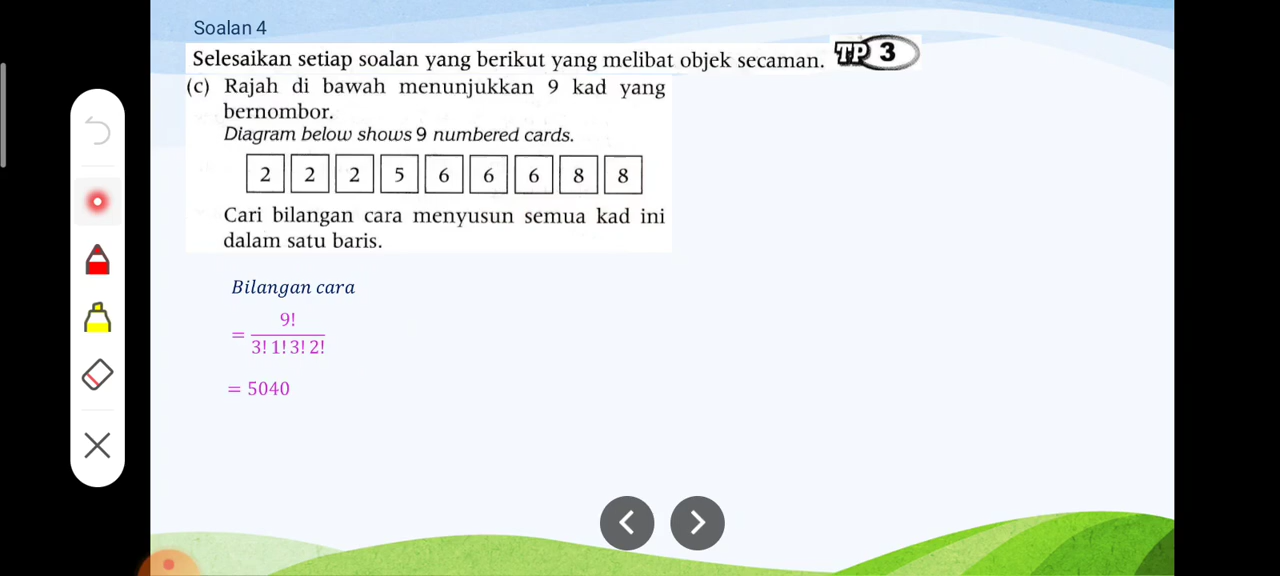 Soalan 4
Selesaikan setiap soalan yang berikut yang melibat objek secaman. TP 3
(c) Rajah di bawah menunjukkan 9 kad yang
bernombor.
Diagram below shows 9 numbered cards.
2 2 2 5 6 6 6 8 8
Cari bilangan cara menyusun semua kad ini
dalam satu baris.
Bilangan cara
= 9!
3! 1! 3! 2!
= 5040